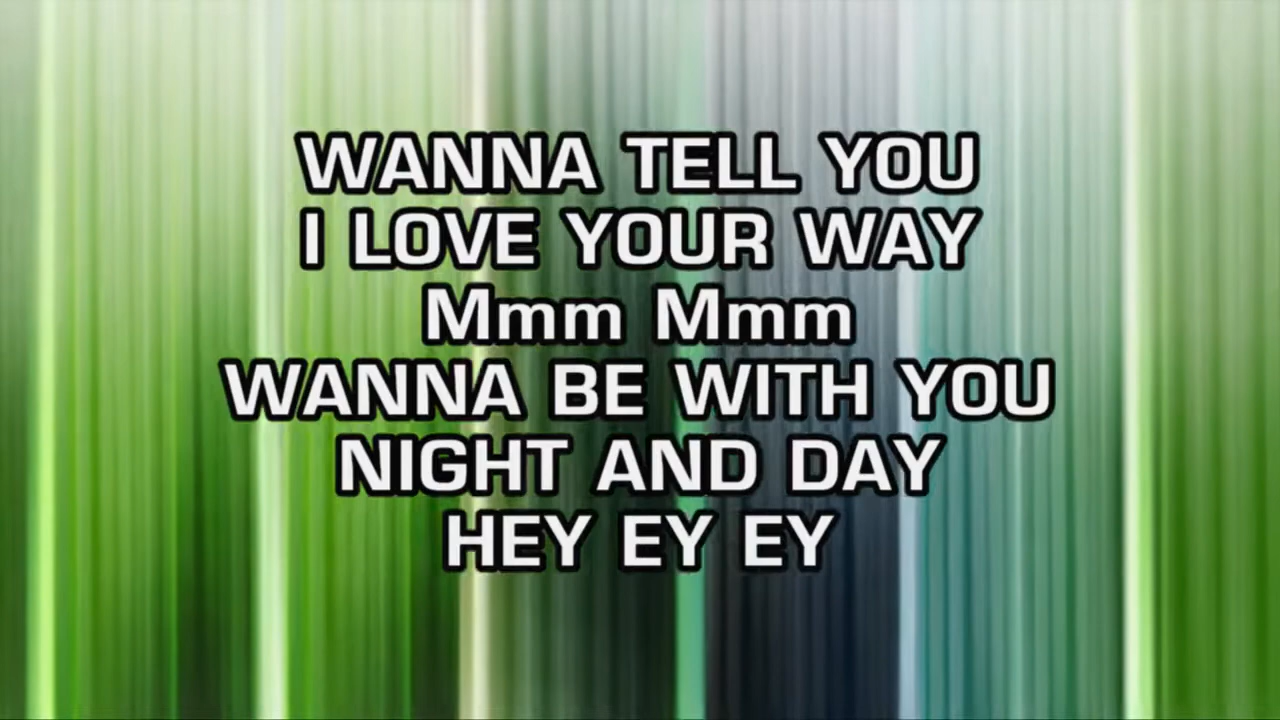 WANNA TELL YOU
I LOVE YOUR WAY
Mmm Mmm
WANNA BE WITH YOU
NIGHT AND DAY
HEY EY EY